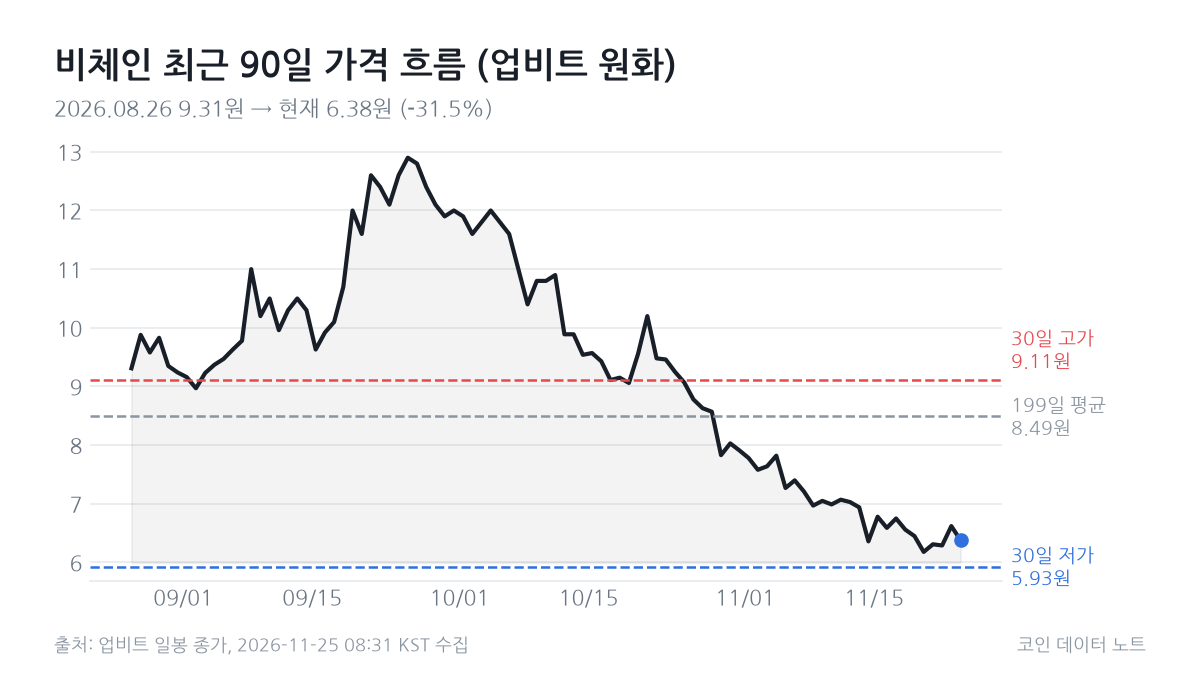 비체인 최근 90일 가격 흐름 (업비트 원화)
2026.08.26 9.31원 → 현재 6.38원 (-31.5%)
13
12
11
10
9
8
7
6
30일 고가
9.11원
199일 평균
8.49원
30일 저가
5.93원
09/01 09/15 10/01 10/15 11/01 11/15
출처: 업비트 일봉 종가, 2026-11-25 08:31 KST 수집
코인 데이터 노트